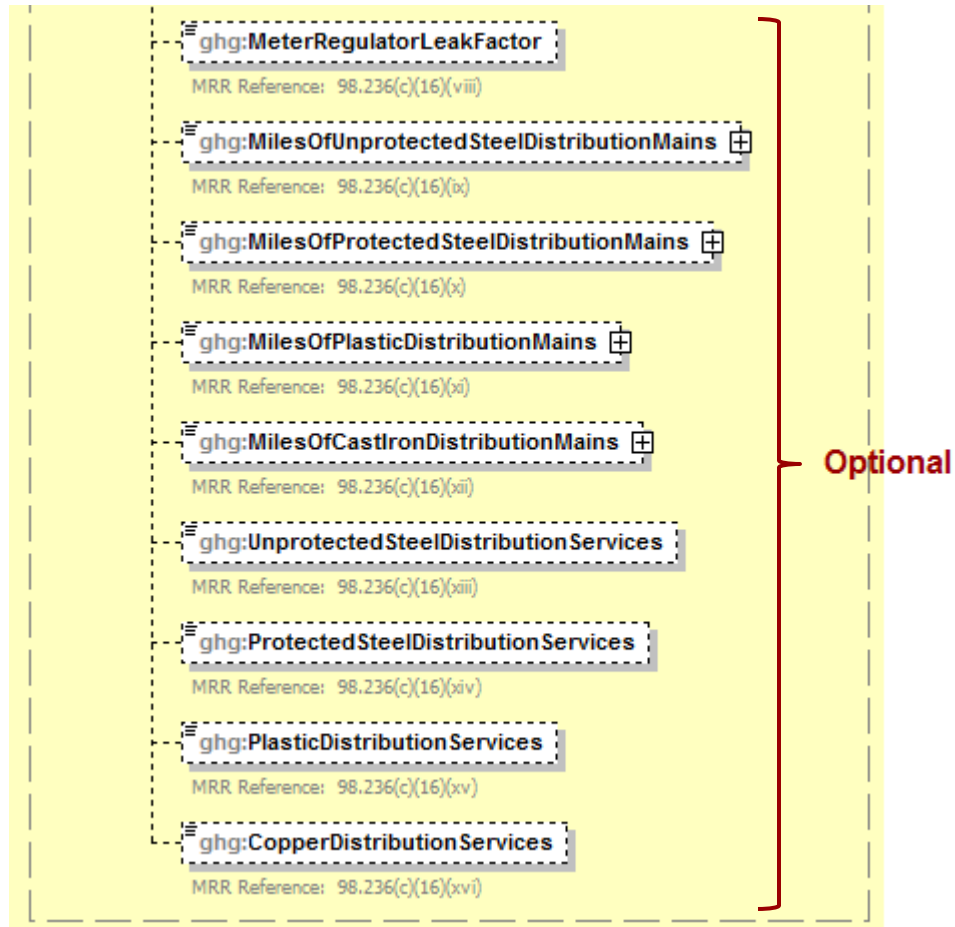 ghg:MeterRegulatorLeakFactor
MRR Reference: 98.236(c)(16)(viii)
ghg:MilesOfUnprotectedSteelDistributionMains
MRR Reference: 98.236(c)(16)(ix)
ghg:MilesOfProtectedSteelDistributionMains
MRR Reference: 98.236(c)(16)(x)
ghg:MilesOfPlasticDistributionMains
MRR Reference: 98.236(c)(16)(xi)
ghg:MilesOfCastIronDistributionMains
MRR Reference: 98.236(c)(16)(xii)
Optional
ghg:UnprotectedSteelDistributionServices
MRR Reference: 98.236(c)(16)(xiii)
ghg:ProtectedSteelDistributionServices
MRR Reference: 98.236(c)(16)(xiv)
ghg:PlasticDistributionServices
MRR Reference: 98.236(c)(16)(xv)
ghg:CopperDistributionServices
MRR Reference: 98.236(c)(16)(xvi)